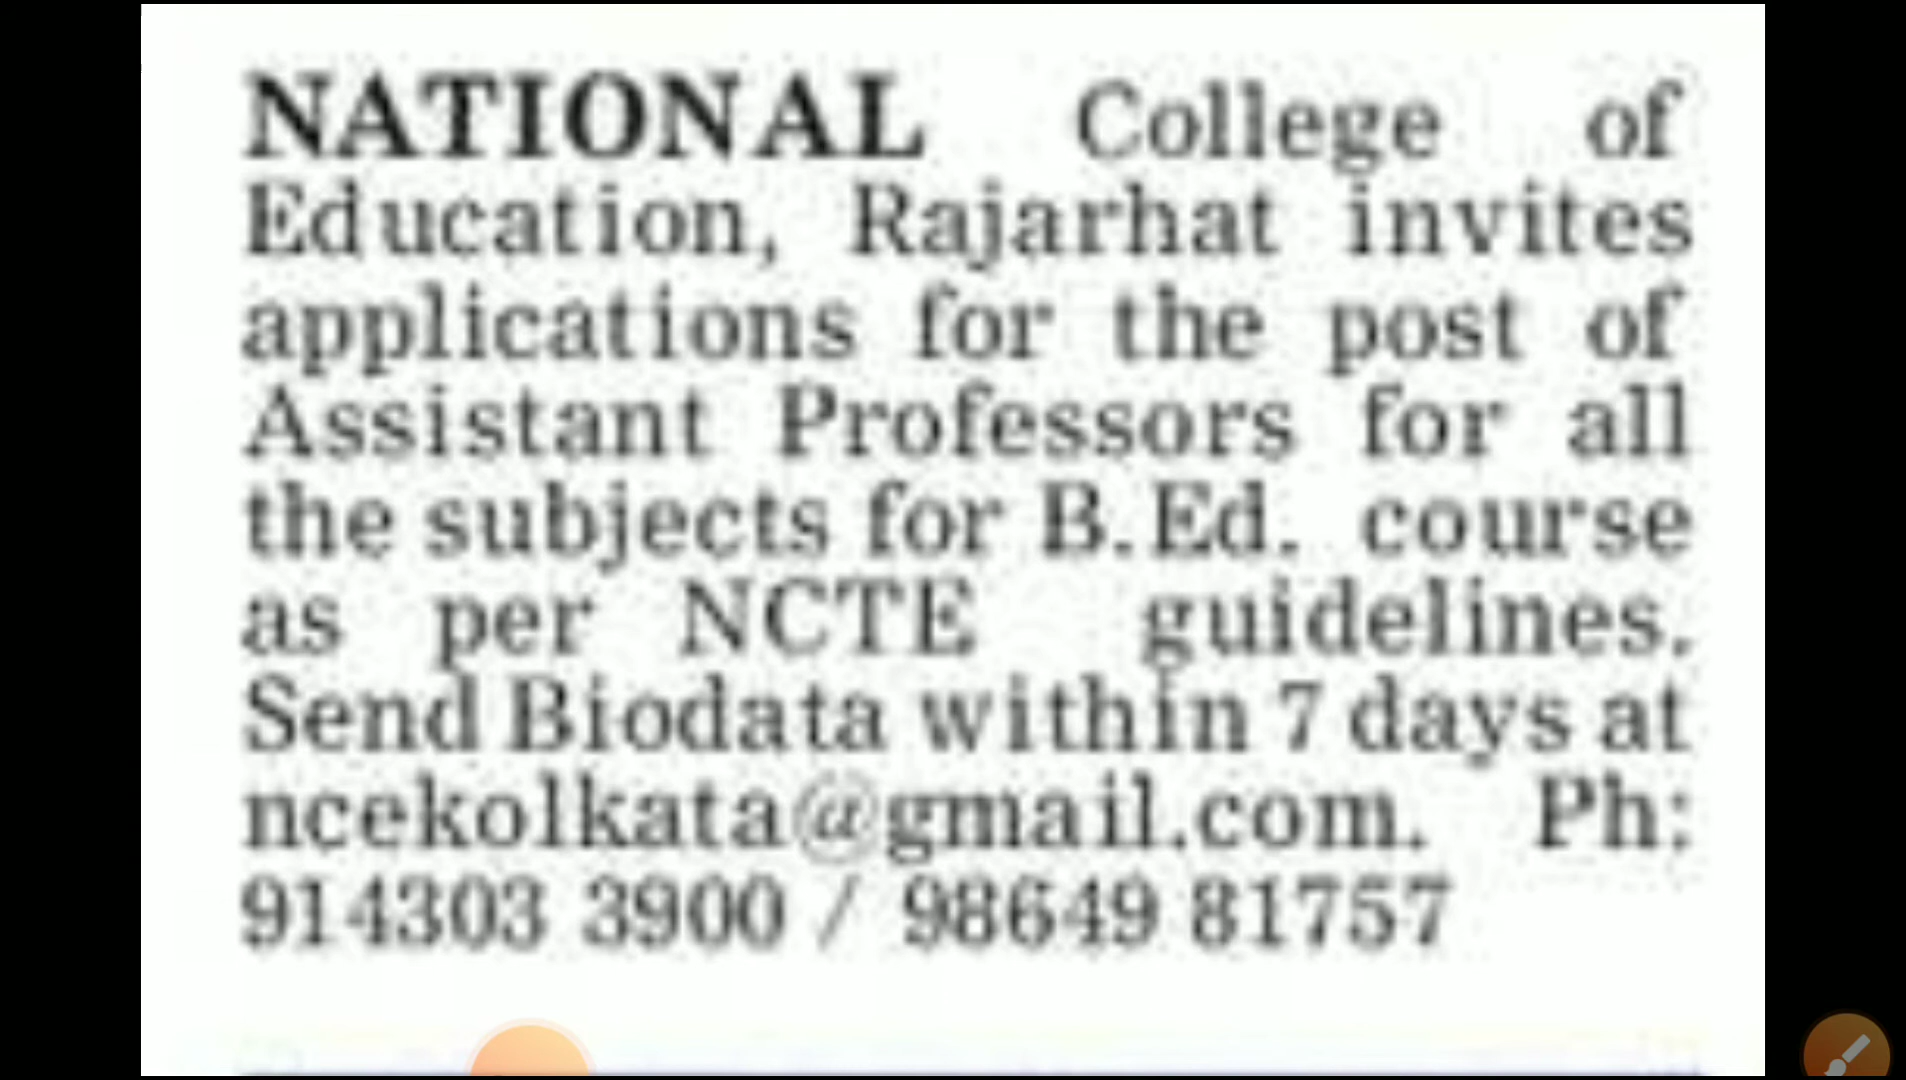 NATIONAL College of
Education, Rajarhat invites
applications for the post of
Assistant Professors for all
the subjects for B.Ed. course
as per NCTE guidelines.
Send Biodata within 7 days at
ncekolkata@gmail.com. Ph:
914303 3900 / 98649 81757